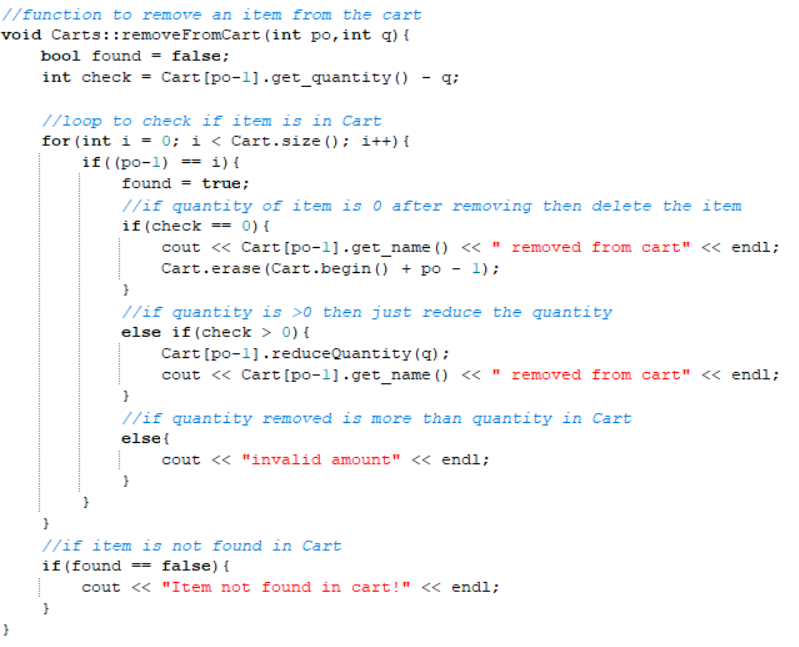 //function to remove an item from the cart
void Carts::removeFromCart(int po,int q){
    bool found = false;
    int check = Cart[po-1].get_quantity() - q;

    //loop to check if item is in Cart
    for(int i = 0; i < Cart.size(); i++){
        if((po-1) == i){
            found = true;
            //if quantity of item is 0 after removing then delete the item
            if(check == 0){
                cout << Cart[po-1].get_name() << " removed from cart" << endl;
                Cart.erase(Cart.begin() + po - 1);
            }
            //if quantity is >0 then just reduce the quantity
            else if(check > 0){
                Cart[po-1].reduceQuantity(q);
                cout << Cart[po-1].get_name() << " removed from cart" << endl;
            }
            //if quantity removed is more than quantity in Cart
            else{
                cout << "invalid amount" << endl;
            }
        }
    }
    //if item is not found in Cart
    if(found == false){
        cout << "Item not found in cart!" << endl;
    }
}